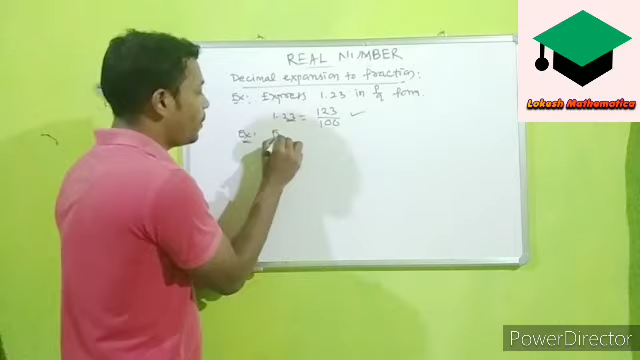 REAL NUMBER
Decimal expansion to fraction:
Ex: Express 1.23 in p/q form.
1.23 = 123/100 ✓
Ex: E
Lokesh Mathematica
PowerDirector